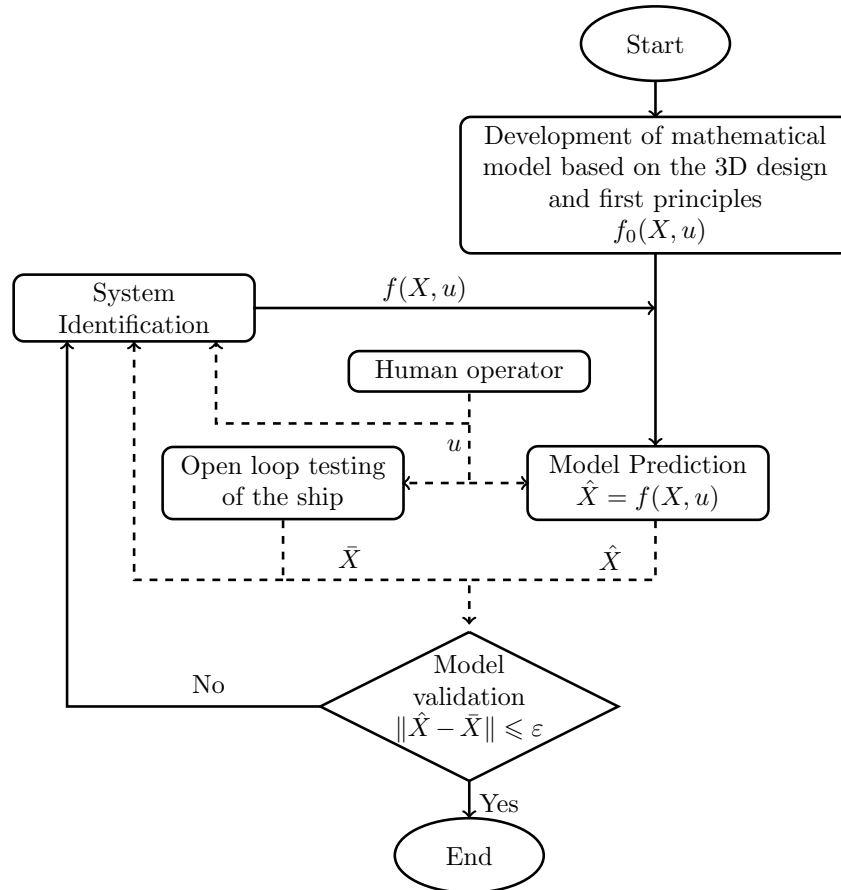 Start
Development of mathematical
model based on the 3D design
and first principles
f₀(X, u)
System
Identification
f(X, u)
Human operator
u
Open loop testing
of the ship
Model Prediction
X̂ = f(X, u)
X̄
X̂
Model
validation
‖X̂ − X̄‖ ⩽ ε
No
Yes
End